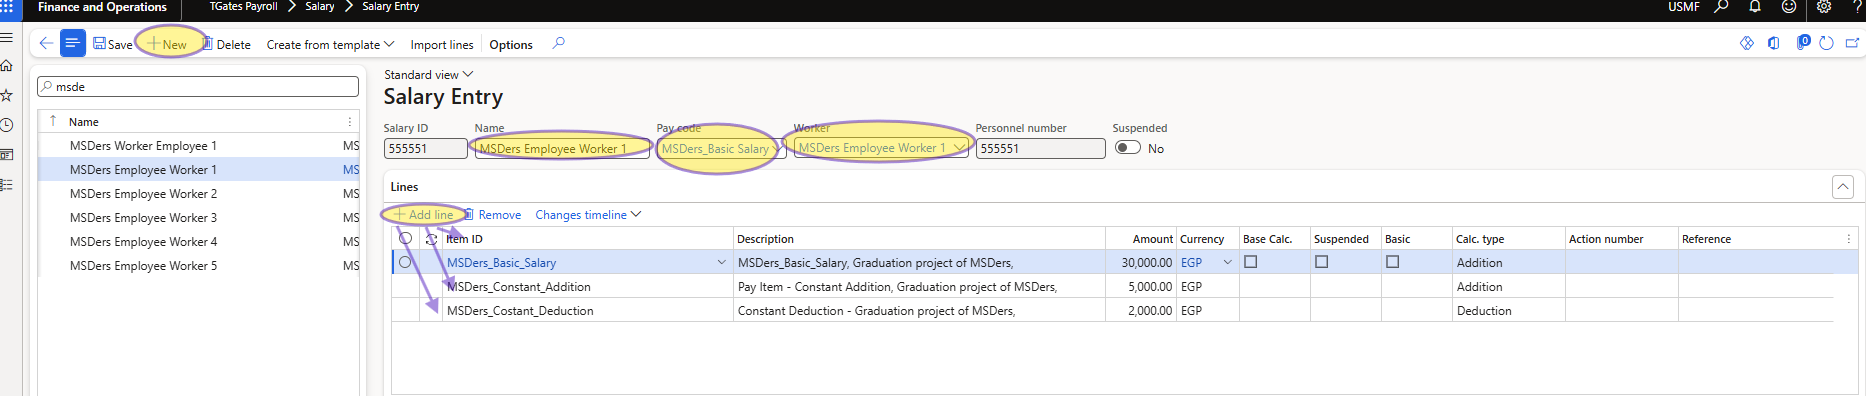 Finance and Operations TGates Payroll > Salary > Salary Entry USMF ?
Save + New Delete Create from template Import lines Options 0
msde
Standard view
Salary Entry
↑ Name
MSDers Worker Employee 1 MS
MSDers Employee Worker 1 MS
MSDers Employee Worker 2 MS
MSDers Employee Worker 3 MS
MSDers Employee Worker 4 MS
MSDers Employee Worker 5 MS
Salary ID Name Pay code Worker Personnel number Suspended
555551 MSDers Employee Worker 1 MSDers_Basic Salary MSDers Employee Worker 1 555551 No
Lines
+ Add line Remove Changes timeline
Item ID Description Amount Currency Base Calc. Suspended Basic Calc. type Action number Reference
MSDers_Basic_Salary MSDers_Basic_Salary, Graduation project of MSDers, 30,000.00 EGP Addition
MSDers_Constant_Addition Pay Item - Constant Addition, Graduation project of MSDers, 5,000.00 EGP Addition
MSDers_Costant_Deduction Constant Deduction - Graduation project of MSDers, 2,000.00 EGP Deduction